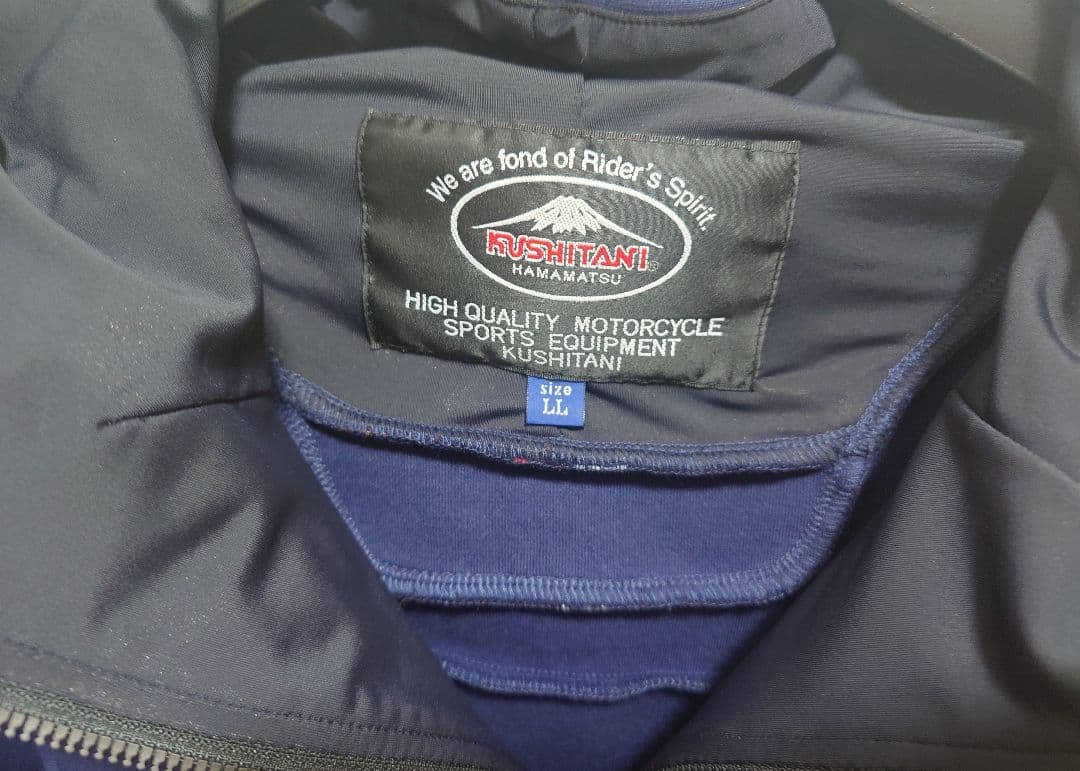 We are fond of Rider's Spirit.
KUSHITANI®
HAMAMATSU
HIGH QUALITY MOTORCYCLE
SPORTS EQUIPMENT
KUSHITANI
size
LL